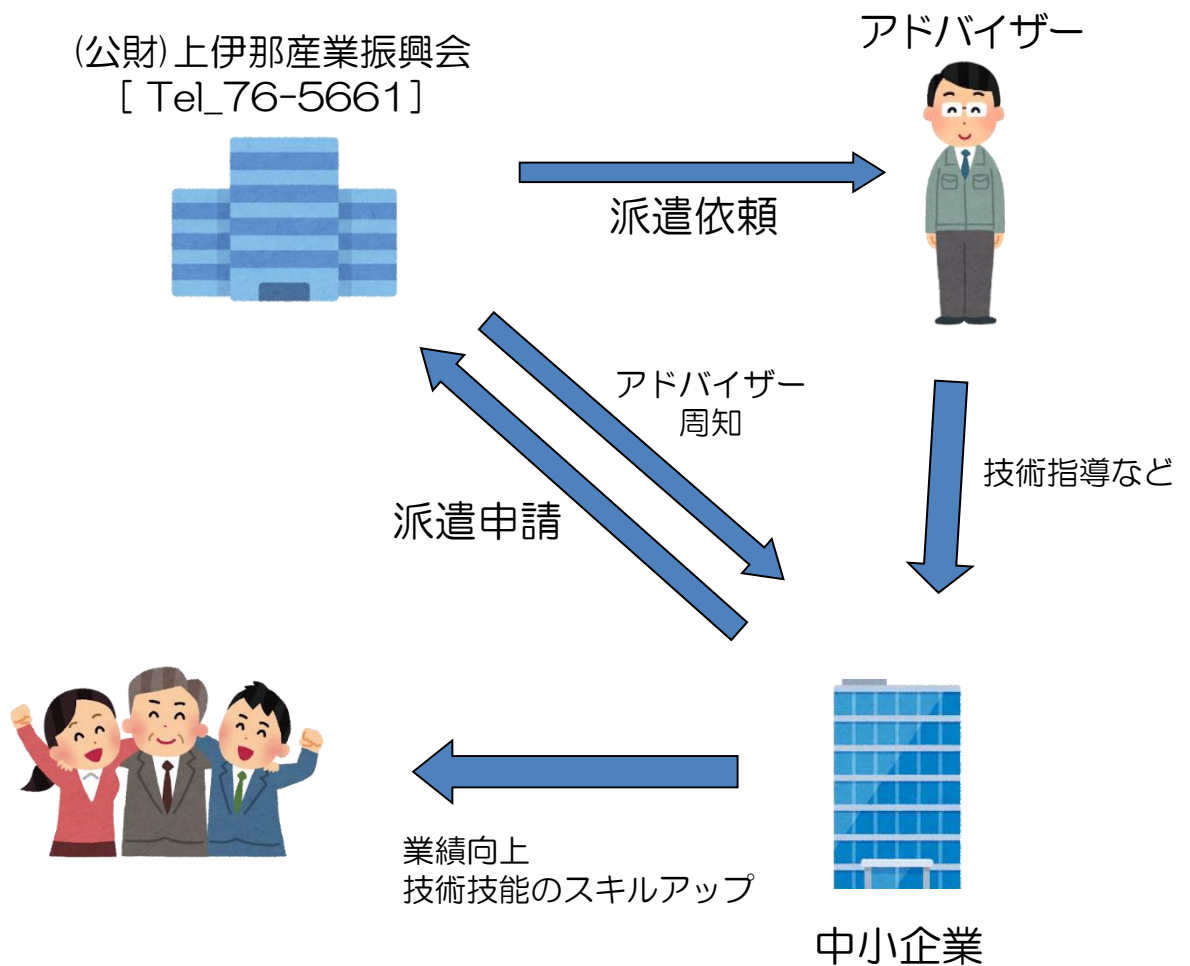 (公財)上伊那産業振興会
[ Tel_76-5661]
アドバイザー
派遣依頼
アドバイザー
周知
技術指導など
派遣申請
業績向上
技術技能のスキルアップ
中小企業